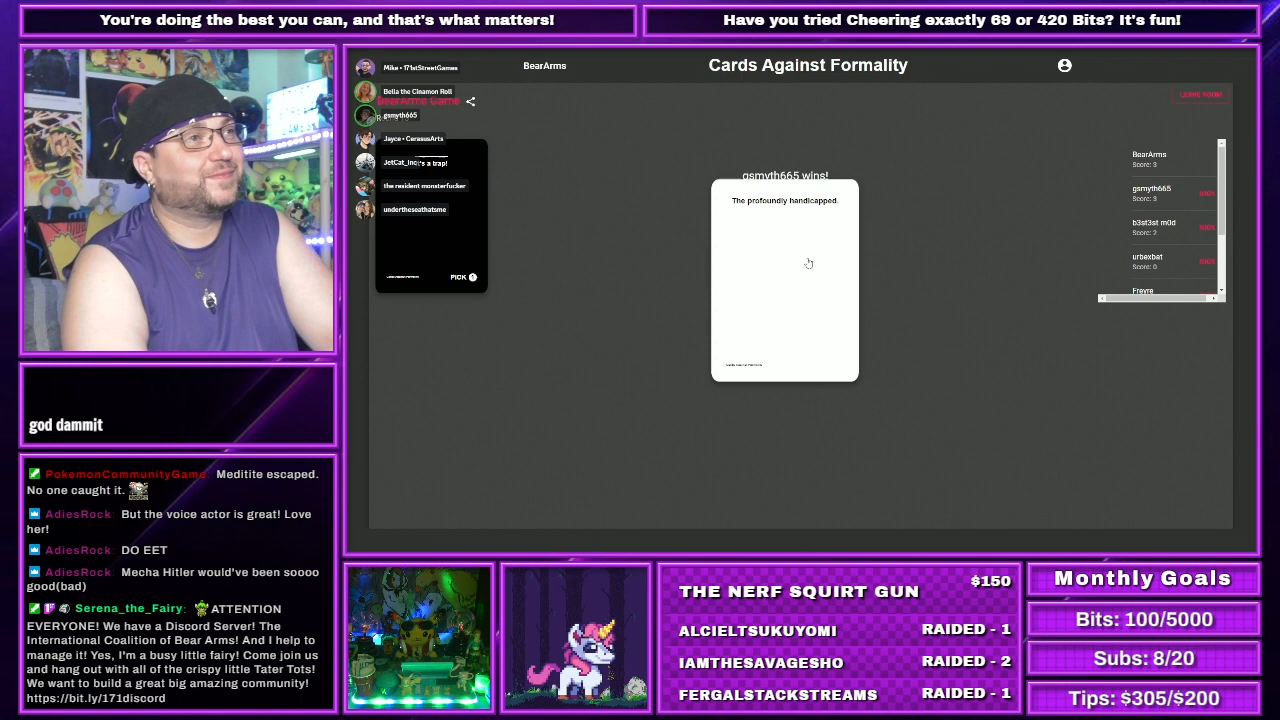 You're doing the best you can, and that's what matters!
Have you tried Cheering exactly 69 or 420 Bits? It's fun!
Mike • 171stStreetGames
BearArms
Cards Against Formality
Bella the Cinamon Roll
BearArms Game
LEAVE ROOM
gsmyth665
Jayce • CerasusArts
JetCat_Inc
's a trap!
the resident monsterfucker
undertheseathatsme
PICK 1
gsmyth665 wins!
The profoundly handicapped.
BearArms
Score: 3
gsmyth665
Score: 3
b3st3st m0d
Score: 2
urbexbat
Score: 0
Freyre
god dammit
PokemonCommunityGame: Meditite escaped.
No one caught it.
AdiesRock: But the voice actor is great! Love
her!
AdiesRock: DO EET
AdiesRock: Mecha Hitler would've been soooo
good(bad)
Serena_the_Fairy: ATTENTION
EVERYONE! We have a Discord Server! The
International Coalition of Bear Arms! And I help to
manage it! Yes, I'm a busy little fairy! Come join us
and hang out with all of the crispy little Tater Tots!
We want to build a great big amazing community!
https://bit.ly/171discord
THE NERF SQUIRT GUN $150
ALCIELTSUKUYOMI RAIDED - 1
IAMTHESAVAGESHO RAIDED - 2
FERGALSTACKSTREAMS RAIDED - 1
Monthly Goals
Bits: 100/5000
Subs: 8/20
Tips: $305/$200